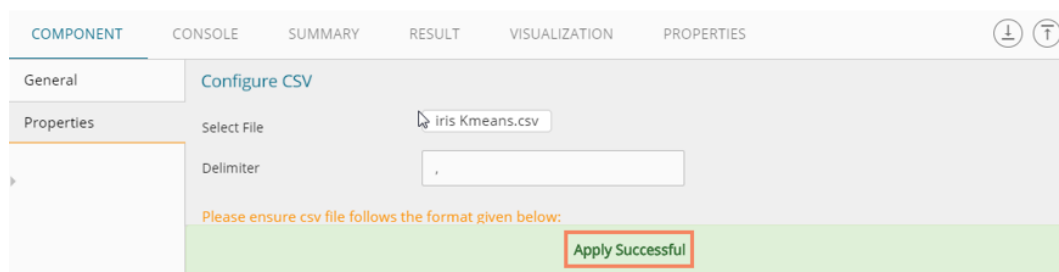 COMPONENT CONSOLE SUMMARY RESULT VISUALIZATION PROPERTIES
General
Configure CSV
Properties
Select File
iris Kmeans.csv
Delimiter
,
Please ensure csv file follows the format given below:
Apply Successful